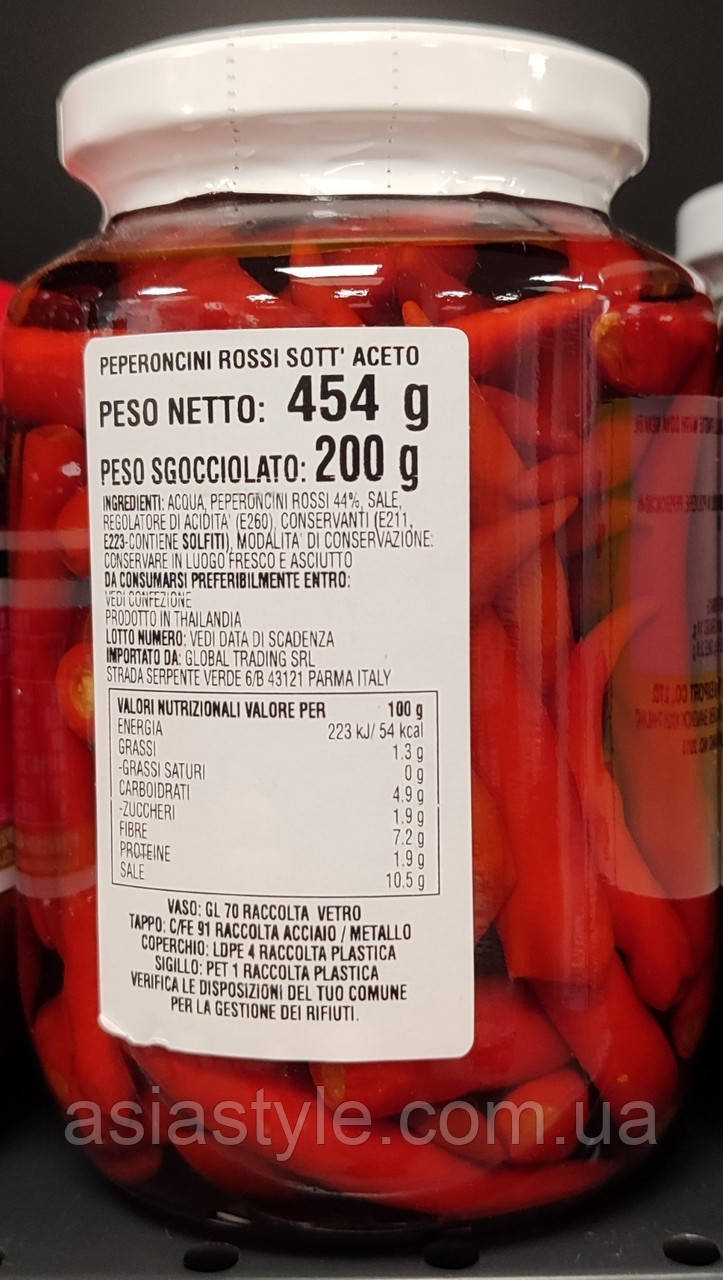 PEPERONCINI ROSSI SOTT' ACETO
PESO NETTO: 454 g
PESO SGOCCIOLATO: 200 g
INGREDIENTI: ACQUA, PEPERONCINI ROSSI 44%, SALE,
REGOLATORE DI ACIDITA' (E260), CONSERVANTI (E211,
E223-CONTIENE SOLFITI), MODALITA' DI CONSERVAZIONE:
CONSERVARE IN LUOGO FRESCO E ASCIUTTO
DA CONSUMARSI PREFERIBILMENTE ENTRO:
VEDI CONFEZIONE
PRODOTTO IN THAILANDIA
LOTTO NUMERO: VEDI DATA DI SCADENZA
IMPORTATO DA: GLOBAL TRADING SRL
STRADA SERPENTE VERDE 6/B 43121 PARMA ITALY
VALORI NUTRIZIONALI VALORE PER 100 g
ENERGIA 223 kJ/ 54 kcal
GRASSI 1.3 g
-GRASSI SATURI 0 g
CARBOIDRATI 4.9 g
-ZUCCHERI 1.9 g
FIBRE 7.2 g
PROTEINE 1.9 g
SALE 10.5 g
VASO: GL 70 RACCOLTA VETRO
TAPPO: C/FE 91 RACCOLTA ACCIAIO / METALLO
COPERCHIO: LDPE 4 RACCOLTA PLASTICA
SIGILLO: PET 1 RACCOLTA PLASTICA
VERIFICA LE DISPOSIZIONI DEL TUO COMUNE
PER LA GESTIONE DEI RIFIUTI.
asiastyle.com.ua